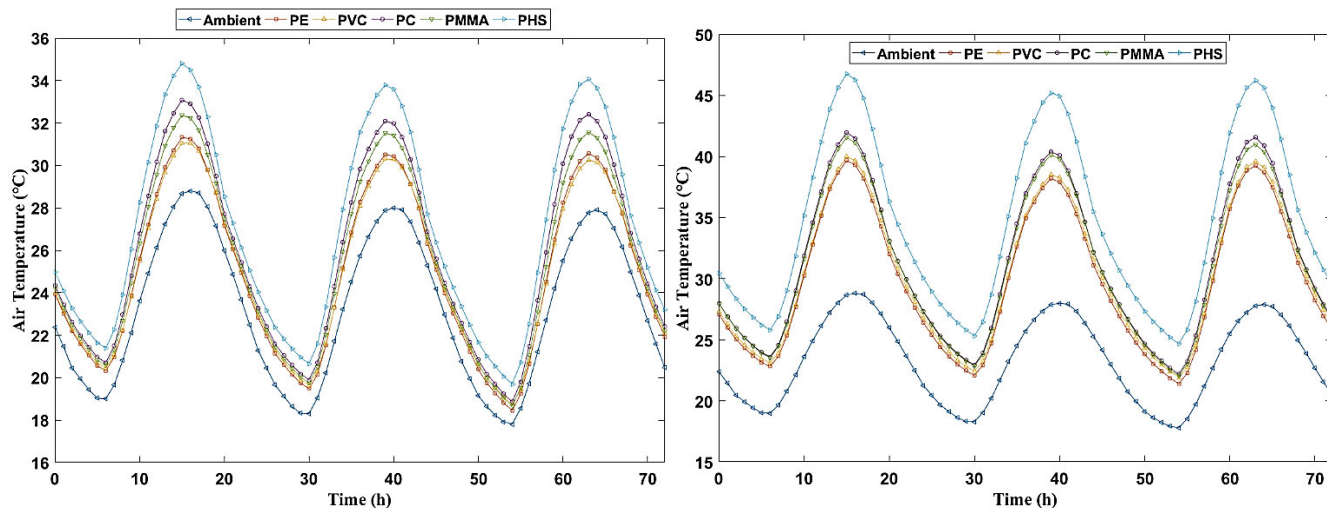 Ambient PE PVC PC PMMA PHS
36
34
32
30
28
26
24
22
20
18
16
Air Temperature (°C)
0 10 20 30 40 50 60 70
Time (h)
Ambient PE PVC PC PMMA PHS
50
45
40
35
30
25
20
15
Air Temperature (°C)
0 10 20 30 40 50 60 70
Time (h)